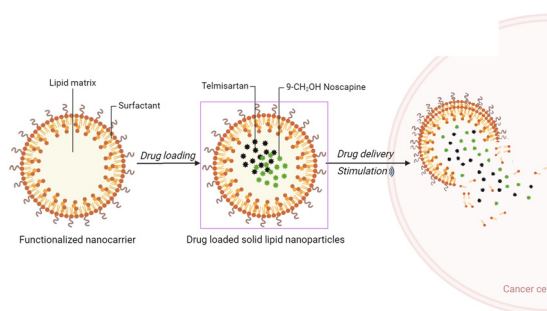 Lipid matrix
Surfactant
Functionalized nanocarrier
Drug loading
Telmisartan
9-CH₂OH Noscapine
Drug loaded solid lipid nanoparticles
Drug delivery
Stimulation
Cancer ce